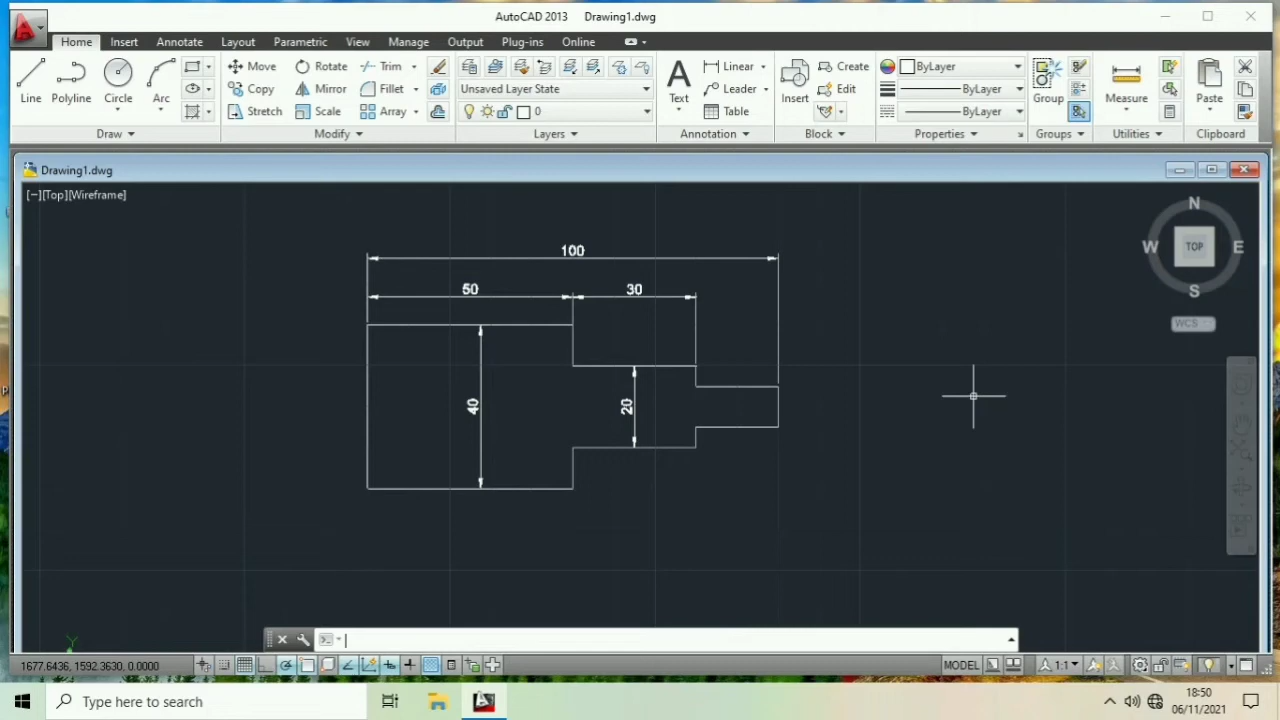 AutoCAD 2013 Drawing1.dwg
Home Insert Annotate Layout Parametric View Manage Output Plug-ins Online
Line Polyline Circle Arc
Draw
Move Rotate Trim
Copy Mirror Fillet
Stretch Scale Array
Modify
Unsaved Layer State
0
Layers
Text
Linear
Leader
Table
Annotation
Insert
Create
Edit
Block
ByLayer
ByLayer
ByLayer
Properties
Group
Groups
Measure
Utilities
Paste
Clipboard
Drawing1.dwg
[−][Top][Wireframe]
N
W TOP E
S
WCS
100
50 30
40 20
Y
1677.6436, 1592.3630, 0.0000
MODEL
1:1
Type here to search
18:50
06/11/2021